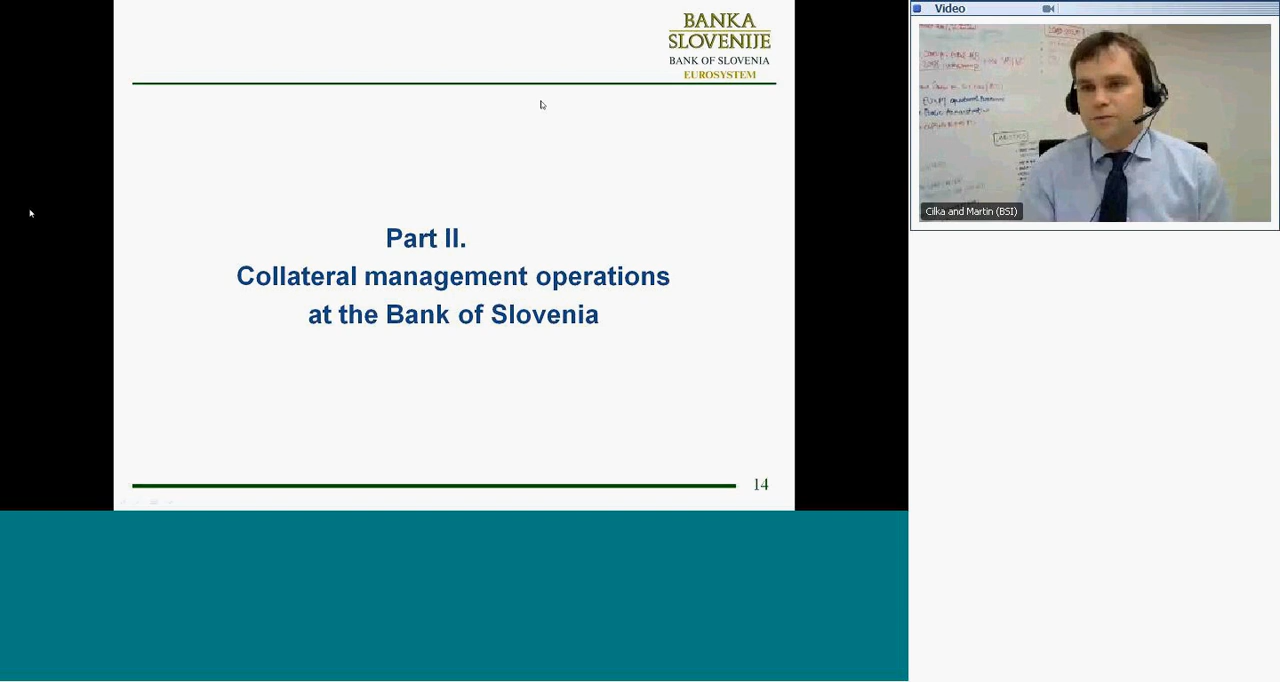 BANKA
SLOVENIJE
BANK OF SLOVENIA
EUROSYSTEM
Part II.
Collateral management operations
at the Bank of Slovenia
14
Video
Cilka and Martin (BSI)